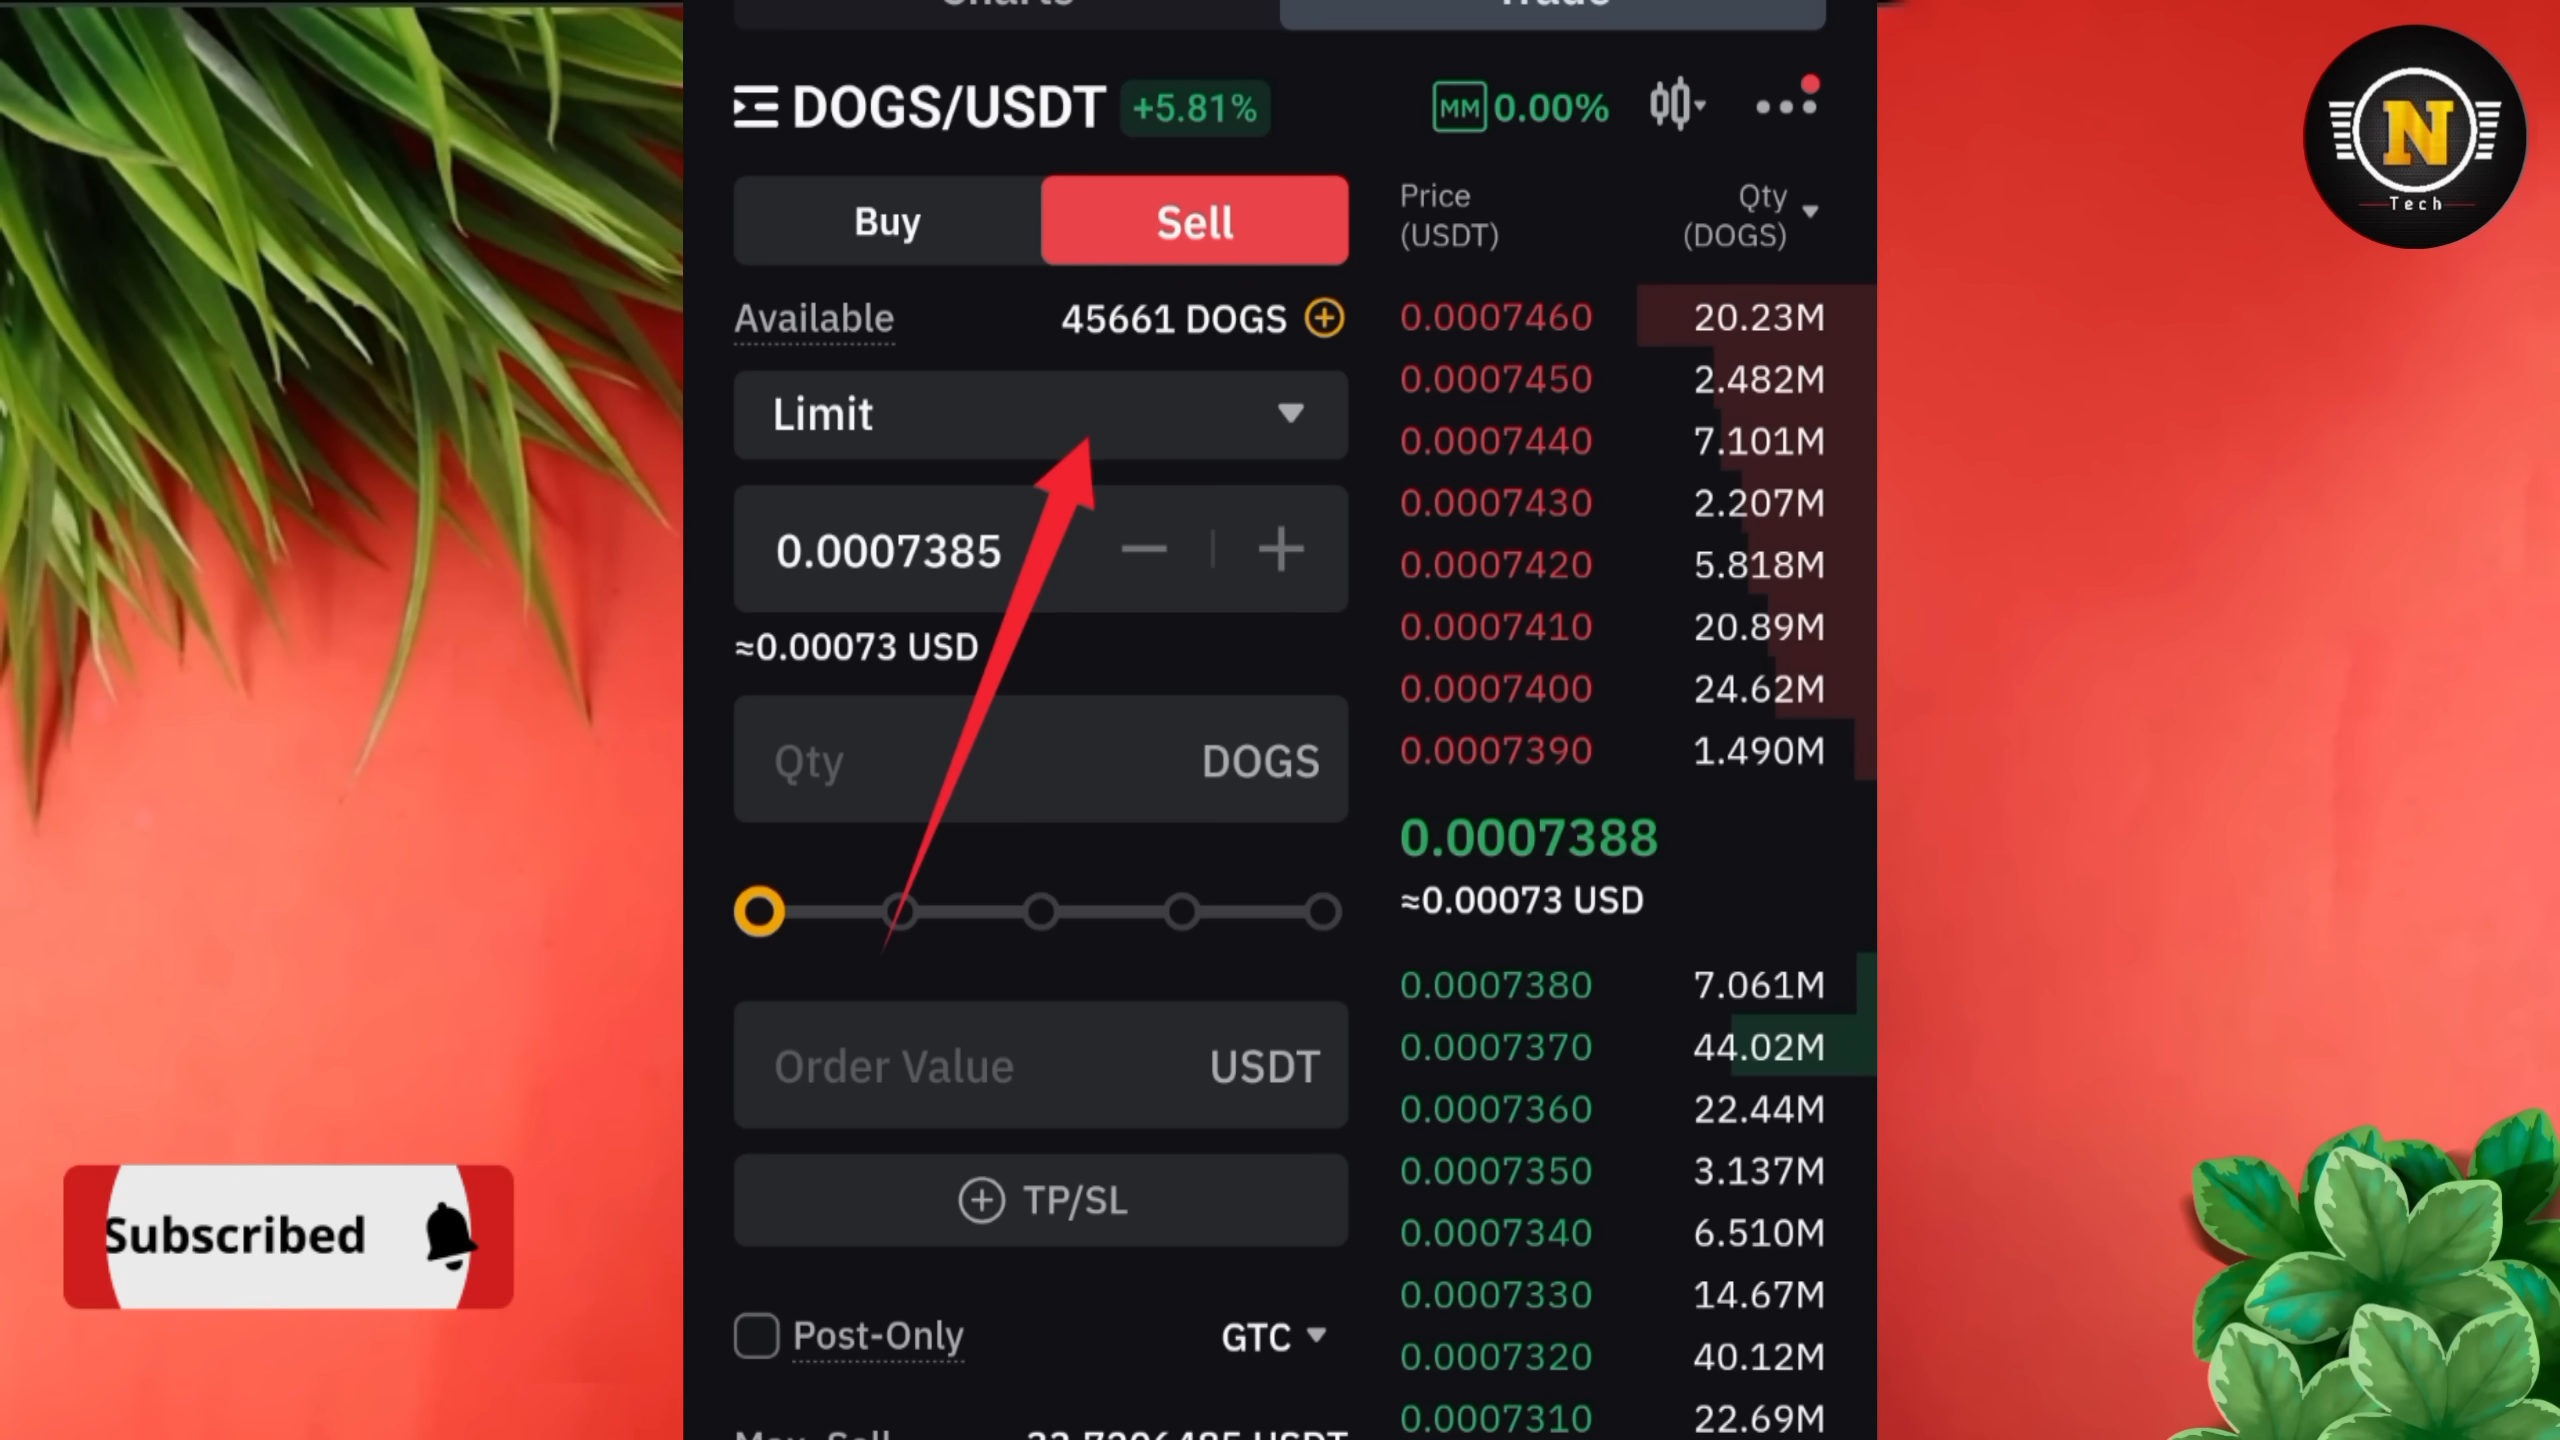 Charts
Trade
DOGS/USDT +5.81%
MM 0.00%
Buy
Sell
Available
45661 DOGS
Limit
0.0007385
≈0.00073 USD
Qty
DOGS
Order Value
USDT
TP/SL
Post-Only
GTC
Price
(USDT)
Qty
(DOGS)
0.0007460 20.23M
0.0007450 2.482M
0.0007440 7.101M
0.0007430 2.207M
0.0007420 5.818M
0.0007410 20.89M
0.0007400 24.62M
0.0007390 1.490M
0.0007388
≈0.00073 USD
0.0007380 7.061M
0.0007370 44.02M
0.0007360 22.44M
0.0007350 3.137M
0.0007340 6.510M
0.0007330 14.67M
0.0007320 40.12M
0.0007310 22.69M
Subscribed
N
Tech